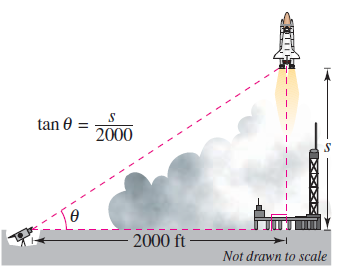 tan θ = s/2000
s
θ
2000 ft
Not drawn to scale